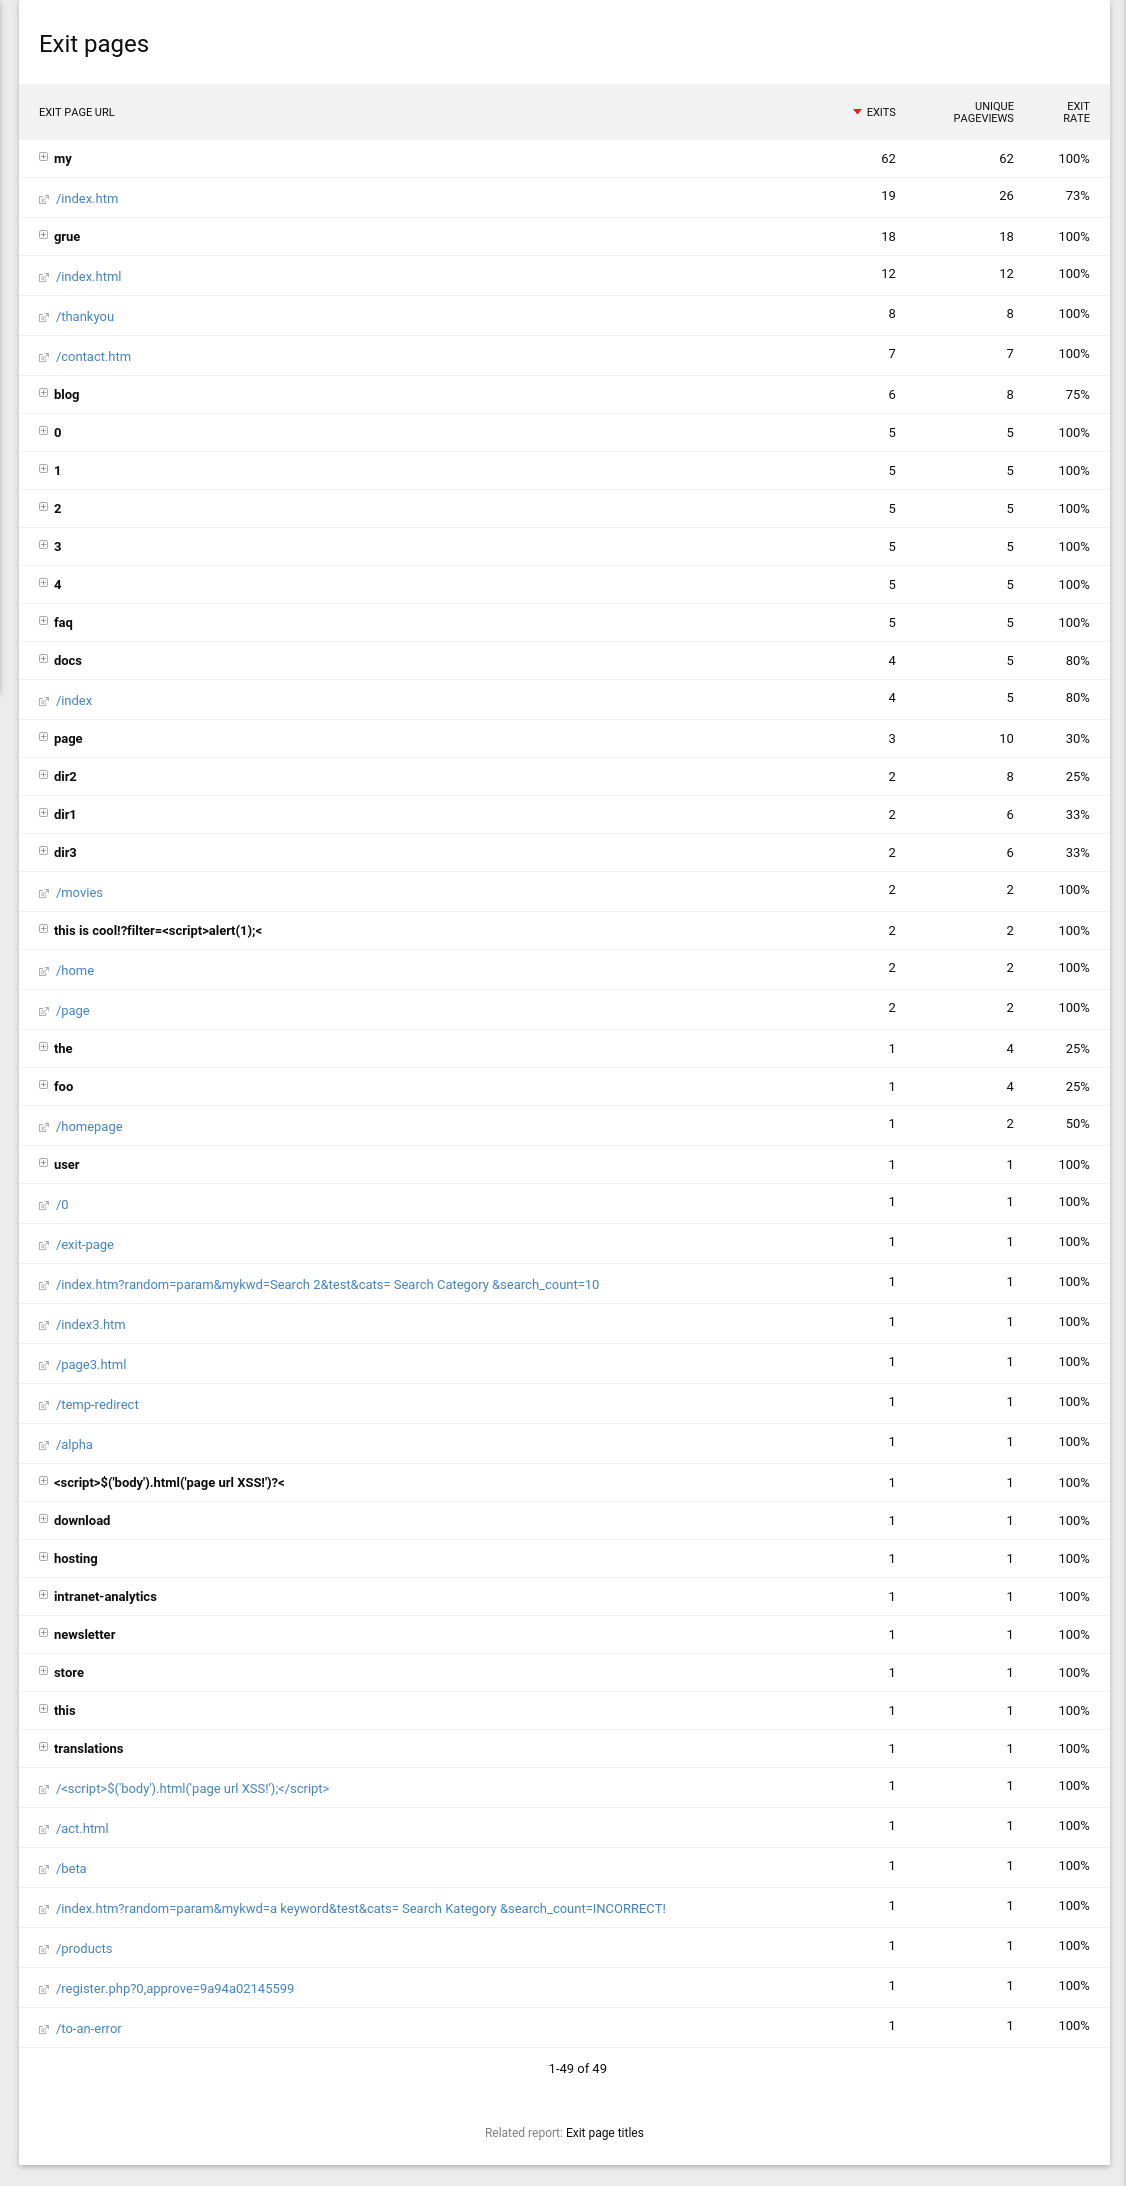 Exit pages
EXIT PAGE URL EXITS UNIQUE PAGEVIEWS EXIT RATE
my 62 62 100%
/index.htm 19 26 73%
grue 18 18 100%
/index.html 12 12 100%
/thankyou 8 8 100%
/contact.htm 7 7 100%
blog 6 8 75%
0 5 5 100%
1 5 5 100%
2 5 5 100%
3 5 5 100%
4 5 5 100%
faq 5 5 100%
docs 4 5 80%
/index 4 5 80%
page 3 10 30%
dir2 2 8 25%
dir1 2 6 33%
dir3 2 6 33%
/movies 2 2 100%
this is cool!?filter=<script>alert(1);< 2 2 100%
/home 2 2 100%
/page 2 2 100%
the 1 4 25%
foo 1 4 25%
/homepage 1 2 50%
user 1 1 100%
/0 1 1 100%
/exit-page 1 1 100%
/index.htm?random=param&mykwd=Search 2&test&cats= Search Category &search_count=10 1 1 100%
/index3.htm 1 1 100%
/page3.html 1 1 100%
/temp-redirect 1 1 100%
/alpha 1 1 100%
<script>$('body').html('page url XSS!')?< 1 1 100%
download 1 1 100%
hosting 1 1 100%
intranet-analytics 1 1 100%
newsletter 1 1 100%
store 1 1 100%
this 1 1 100%
translations 1 1 100%
/<script>$('body').html('page url XSS!');</script> 1 1 100%
/act.html 1 1 100%
/beta 1 1 100%
/index.htm?random=param&mykwd=a keyword&test&cats= Search Kategory &search_count=INCORRECT! 1 1 100%
/products 1 1 100%
/register.php?0,approve=9a94a02145599 1 1 100%
/to-an-error 1 1 100%
1-49 of 49
Related report: Exit page titles